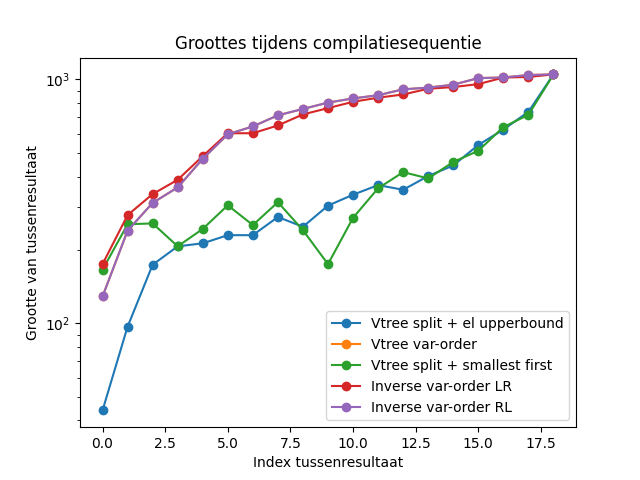 Groottes tijdens compilatiesequentie
Grootte van tussenresultaat
10³
10²
Vtree split + el upperbound
Vtree var-order
Vtree split + smallest first
Inverse var-order LR
Inverse var-order RL
0.0 2.5 5.0 7.5 10.0 12.5 15.0 17.5
Index tussenresultaat